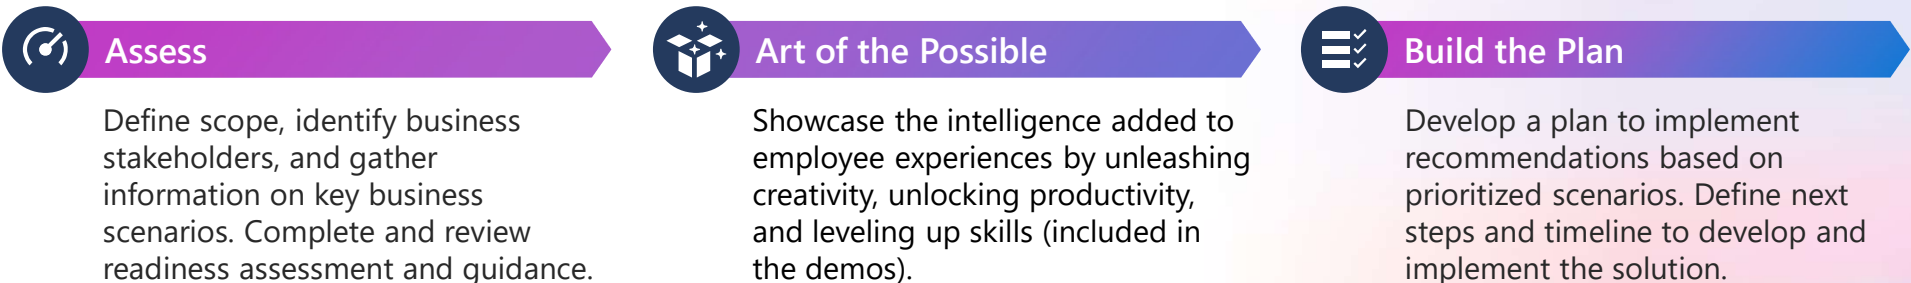 Assess
Define scope, identify business
stakeholders, and gather
information on key business
scenarios. Complete and review
readiness assessment and guidance.
Art of the Possible
Showcase the intelligence added to
employee experiences by unleashing
creativity, unlocking productivity,
and leveling up skills (included in
the demos).
Build the Plan
Develop a plan to implement
recommendations based on
prioritized scenarios. Define next
steps and timeline to develop and
implement the solution.